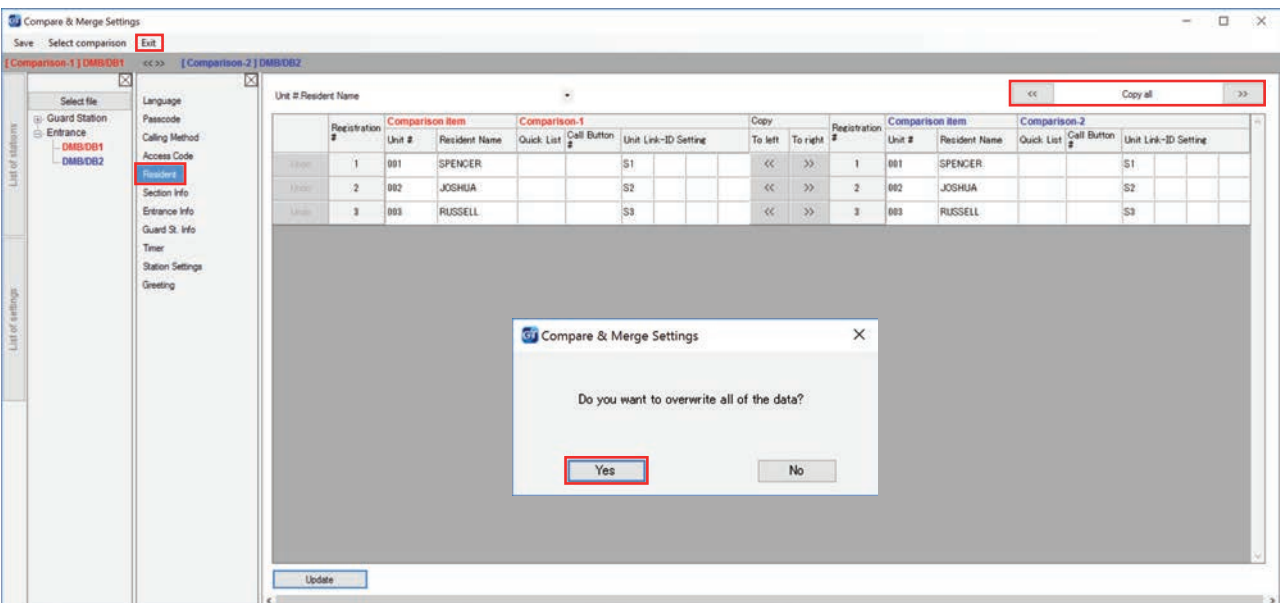 GT Compare & Merge Settings
Save Select comparison Exit
[ Comparison-1 ] DMB/DB1 <<>> [ Comparison-2 ] DMB/DB2
List of stations
List of settings
Select file
Guard Station
Entrance
DMB/DB1
DMB/DB2
Language
Passcode
Calling Method
Access Code
Resident
Section Info
Entrance Info
Guard St. Info
Timer
Station Settings
Greeting
Unit #:Resident Name
<< Copy all >>
Registration # Comparison item Comparison-1 Copy Registration # Comparison item Comparison-2
Unit # Resident Name Quick List Call Button # Unit Link-ID Setting To left To right Unit # Resident Name Quick List Call Button # Unit Link-ID Setting
Undo 1 001 SPENCER S1 << >> 1 001 SPENCER S1
Undo 2 002 JOSHUA S2 << >> 2 002 JOSHUA S2
Undo 3 003 RUSSELL S3 << >> 3 003 RUSSELL S3
GT Compare & Merge Settings
Do you want to overwrite all of the data?
Yes No
Update